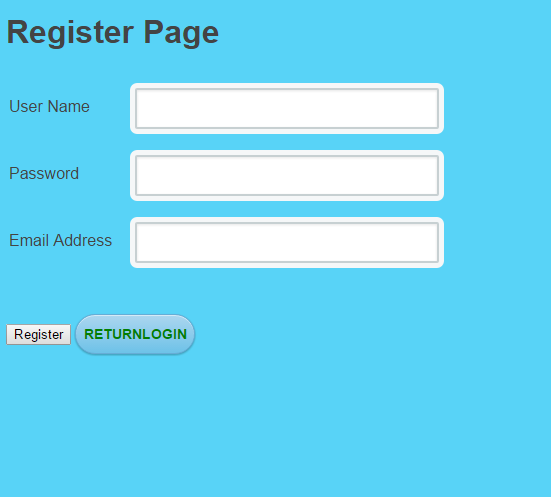 Register Page
User Name
Password
Email Address
Register RETURNLOGIN